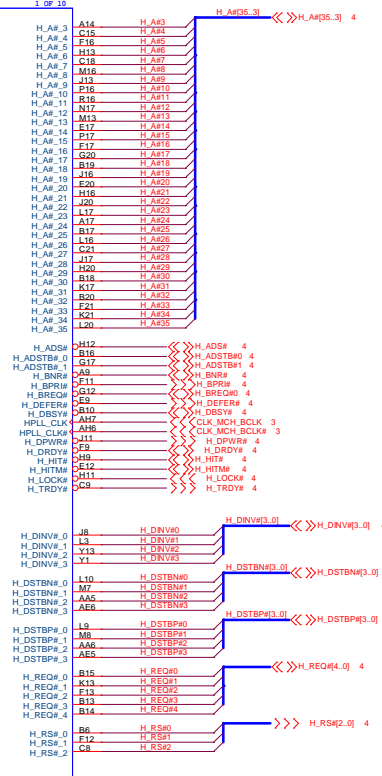 1 OF 10
H_A#[35..3] H_A#[35..3] 4
H_A#_3 A14 H_A#3
H_A#_4 C15 H_A#4
H_A#_5 F16 H_A#5
H_A#_6 H13 H_A#6
H_A#_7 C18 H_A#7
H_A#_8 M16 H_A#8
H_A#_9 J13 H_A#9
H_A#_10 P16 H_A#10
H_A#_11 R16 H_A#11
H_A#_12 N17 H_A#12
H_A#_13 M13 H_A#13
H_A#_14 E17 H_A#14
H_A#_15 P17 H_A#15
H_A#_16 F17 H_A#16
H_A#_17 G20 H_A#17
H_A#_18 B19 H_A#18
H_A#_19 J16 H_A#19
H_A#_20 E20 H_A#20
H_A#_21 H16 H_A#21
H_A#_22 J20 H_A#22
H_A#_23 L17 H_A#23
H_A#_24 A17 H_A#24
H_A#_25 B17 H_A#25
H_A#_26 L16 H_A#26
H_A#_27 C21 H_A#27
H_A#_28 J17 H_A#28
H_A#_29 H20 H_A#29
H_A#_30 B18 H_A#30
H_A#_31 K17 H_A#31
H_A#_32 B20 H_A#32
H_A#_33 F21 H_A#33
H_A#_34 K21 H_A#34
H_A#_35 L20 H_A#35
H_ADS# H12 H_ADS# 4
H_ADSTB#_0 B16 H_ADSTB#0 4
H_ADSTB#_1 G17 H_ADSTB#1 4
H_BNR# A9 H_BNR# 4
H_BPRI# F11 H_BPRI# 4
H_BREQ# G12 H_BREQ#0 4
H_DEFER# E9 H_DEFER# 4
H_DBSY# B10 H_DBSY# 4
HPLL_CLK AH7 CLK_MCH_BCLK 3
HPLL_CLK# AH6 CLK_MCH_BCLK# 3
H_DPWR# J11 H_DPWR# 4
H_DRDY# F9 H_DRDY# 4
H_HIT# H9 H_HIT# 4
H_HITM# E12 H_HITM# 4
H_LOCK# H11 H_LOCK# 4
H_TRDY# C9 H_TRDY# 4
H_DINV#[3..0] H_DINV#[3..0]
H_DINV#_0 J8 H_DINV#0
H_DINV#_1 L3 H_DINV#1
H_DINV#_2 Y13 H_DINV#2
H_DINV#_3 Y1 H_DINV#3
H_DSTBN#[3..0] H_DSTBN#[3..0]
H_DSTBN#_0 L10 H_DSTBN#0
H_DSTBN#_1 M7 H_DSTBN#1
H_DSTBN#_2 AA5 H_DSTBN#2
H_DSTBN#_3 AE6 H_DSTBN#3
H_DSTBP#[3..0] H_DSTBP#[3..0]
H_DSTBP#_0 L9 H_DSTBP#0
H_DSTBP#_1 M8 H_DSTBP#1
H_DSTBP#_2 AA6 H_DSTBP#2
H_DSTBP#_3 AE5 H_DSTBP#3
H_REQ#[4..0] 4
H_REQ#_0 B15 H_REQ#0
H_REQ#_1 K13 H_REQ#1
H_REQ#_2 F13 H_REQ#2
H_REQ#_3 B13 H_REQ#3
H_REQ#_4 B14 H_REQ#4
H_RS#[2..0] 4
H_RS#_0 B6 H_RS#0
H_RS#_1 F12 H_RS#1
H_RS#_2 C8 H_RS#2